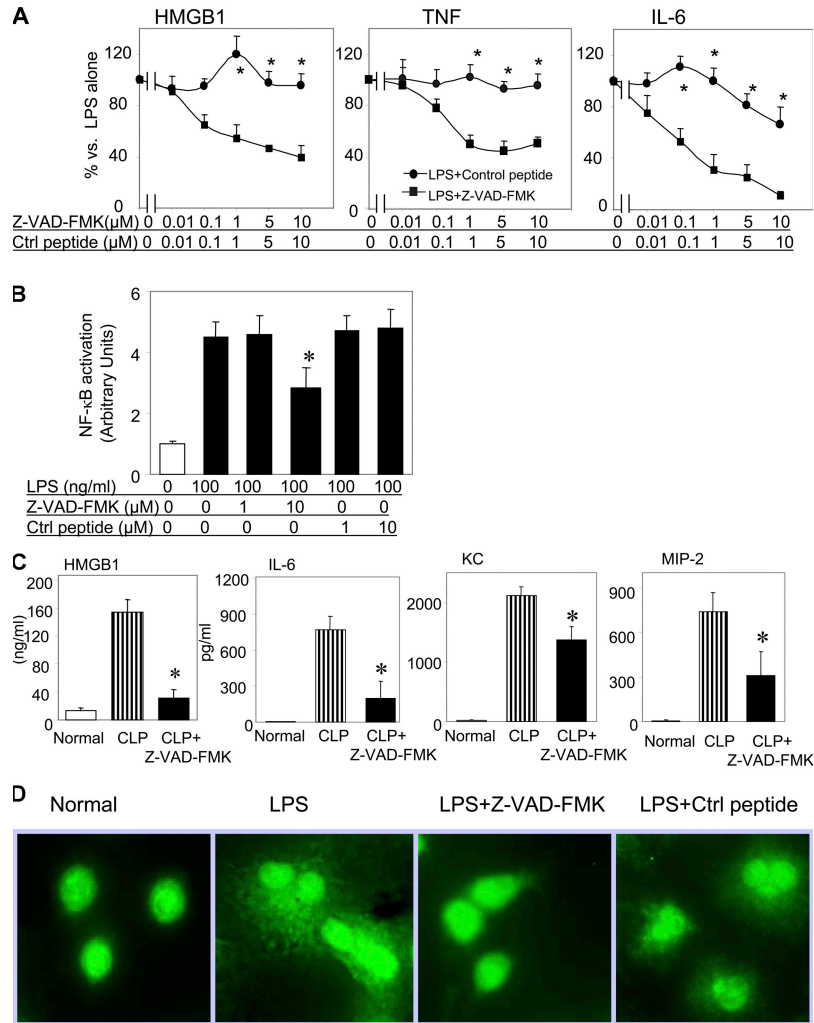 A HMGB1 TNF IL-6
% vs. LPS alone
120 120 120
80 80 80
40 40 40
0 0 0
* * *
* * *
* * * *
LPS+Control peptide
LPS+Z-VAD-FMK
Z-VAD-FMK(µM) 0 0.01 0.1 1 5 10 0 0.01 0.1 1 5 10 0 0.01 0.1 1 5 10
Ctrl peptide (µM) 0 0.01 0.1 1 5 10 0 0.01 0.1 1 5 10 0 0.01 0.1 1 5 10
B
NF-κB activation
(Arbitrary Units)
6
4
2
0
*
LPS (ng/ml) 0 100 100 100 100 100
Z-VAD-FMK (µM) 0 0 1 10 0 0
Ctrl peptide (µM) 0 0 0 0 1 10
C HMGB1 IL-6 KC MIP-2
(ng/ml)
200
160
120
80
40
0
*
Normal CLP CLP+
Z-VAD-FMK
pg/ml
1200
900
600
300
0
*
Normal CLP CLP+
Z-VAD-FMK
2000
1000
0
*
Normal CLP CLP+
Z-VAD-FMK
900
600
300
0
*
Normal CLP CLP+
Z-VAD-FMK
D Normal LPS LPS+Z-VAD-FMK LPS+Ctrl peptide